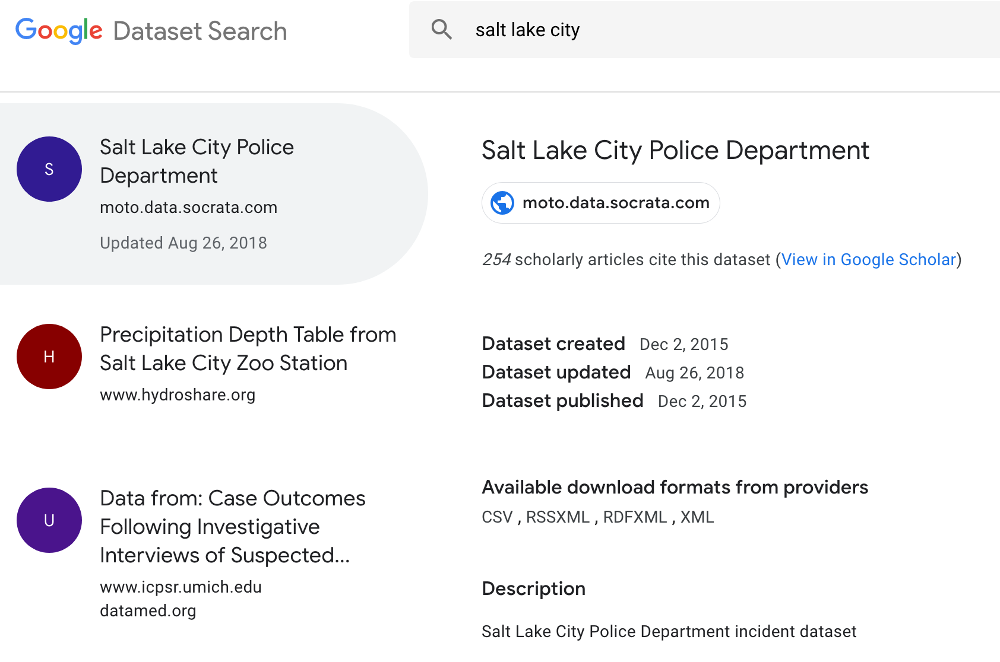 Google Dataset Search
salt lake city
S
Salt Lake City Police
Department
moto.data.socrata.com
Updated Aug 26, 2018
H
Precipitation Depth Table from
Salt Lake City Zoo Station
www.hydroshare.org
U
Data from: Case Outcomes
Following Investigative
Interviews of Suspected...
www.icpsr.umich.edu
datamed.org
Salt Lake City Police Department
moto.data.socrata.com
254 scholarly articles cite this dataset (View in Google Scholar)
Dataset created Dec 2, 2015
Dataset updated Aug 26, 2018
Dataset published Dec 2, 2015
Available download formats from providers
CSV , RSSXML , RDFXML , XML
Description
Salt Lake City Police Department incident dataset